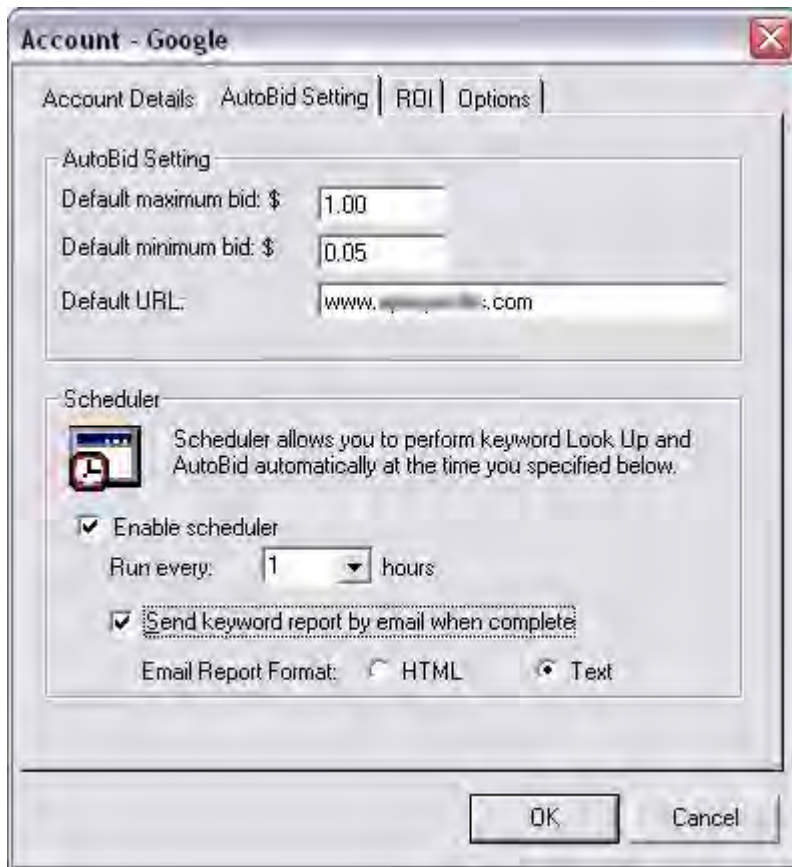 Account - Google
Account Details AutoBid Setting ROI Options
AutoBid Setting
Default maximum bid: $ 1.00
Default minimum bid: $ 0.05
Default URL: www. .com
Scheduler
Scheduler allows you to perform keyword Look Up and
AutoBid automatically at the time you specified below.
Enable scheduler
Run every: 1 hours
Send keyword report by email when complete
Email Report Format: HTML Text
OK Cancel